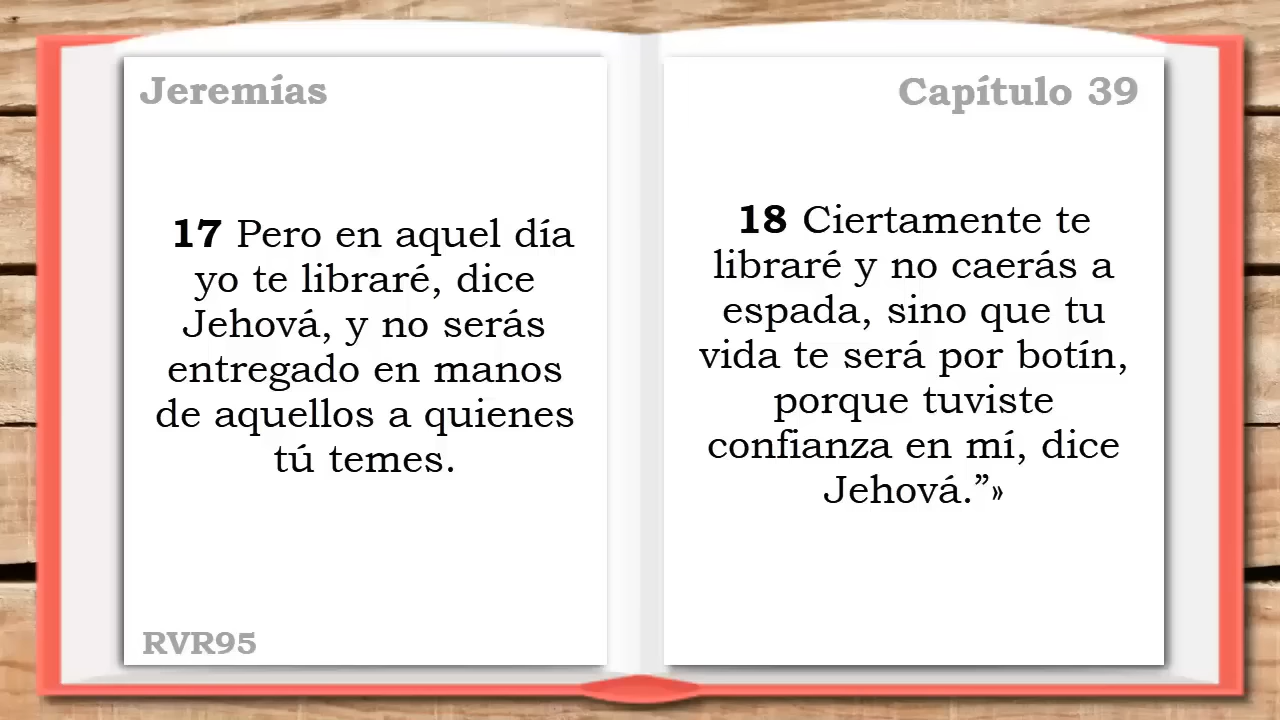 Jeremías
17 Pero en aquel día
yo te libraré, dice
Jehová, y no serás
entregado en manos
de aquellos a quienes
tú temes.
RVR95
Capítulo 39
18 Ciertamente te
libraré y no caerás a
espada, sino que tu
vida te será por botín,
porque tuviste
confianza en mí, dice
Jehová.”»